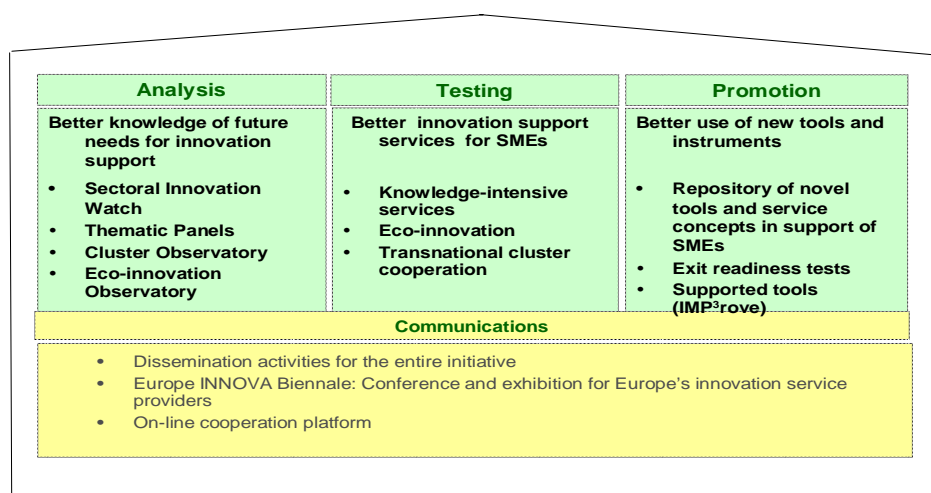 Analysis
Better knowledge of future
needs for innovation
support
• Sectoral Innovation
Watch
• Thematic Panels
• Cluster Observatory
• Eco-innovation
Observatory
Testing
Better innovation support
services for SMEs
• Knowledge-intensive
services
• Eco-innovation
• Transnational cluster
cooperation
Promotion
Better use of new tools and
instruments
• Repository of novel
tools and service
concepts in support of
SMEs
• Exit readiness tests
• Supported tools
(IMP³rove)
Communications
• Dissemination activities for the entire initiative
• Europe INNOVA Biennale: Conference and exhibition for Europe's innovation service
providers
• On-line cooperation platform